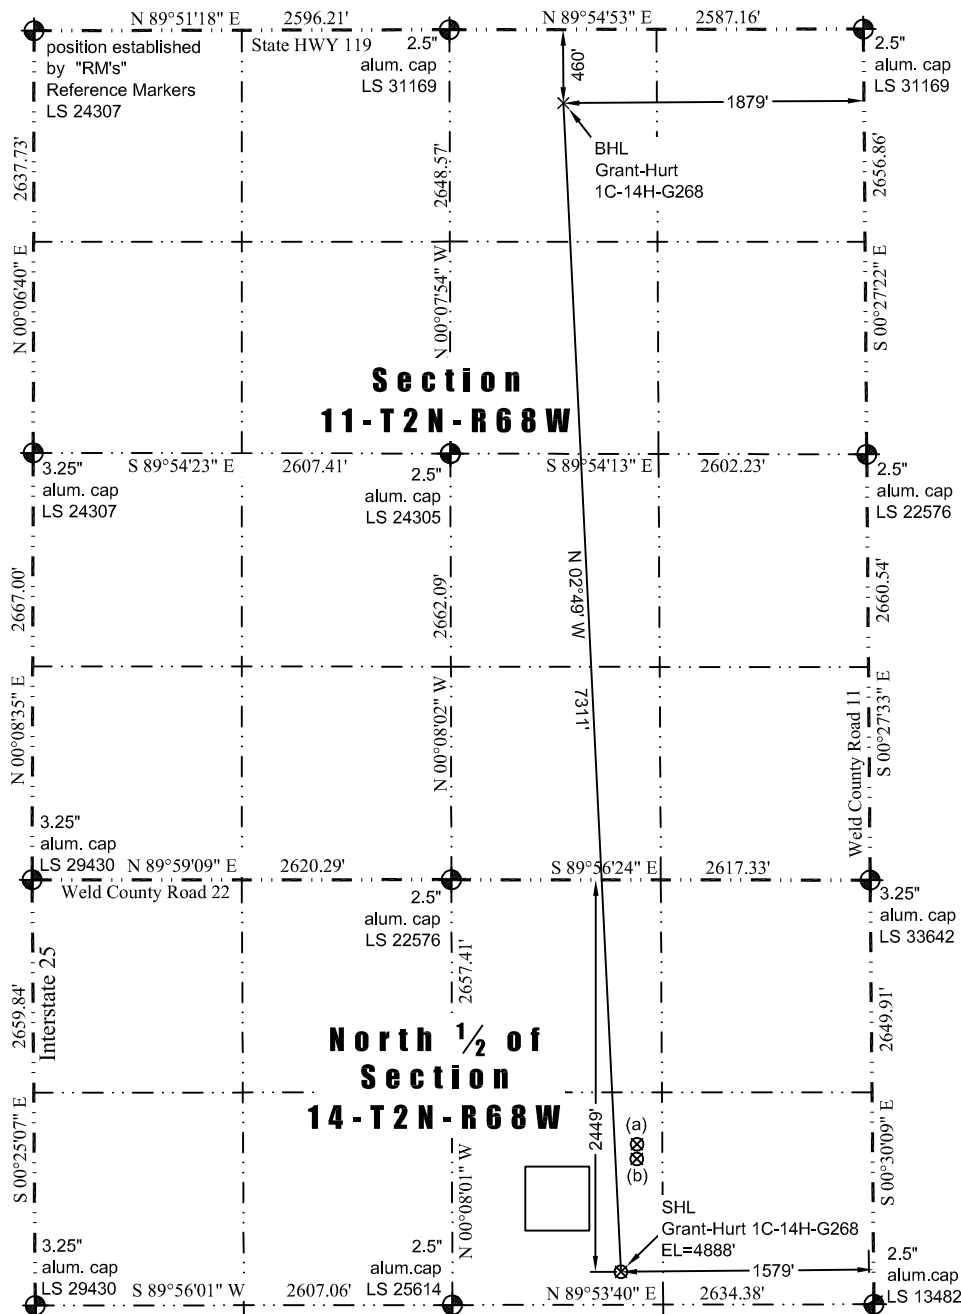 N 89°51'18" E 2596.21'
N 89°54'53" E 2587.16'
position established
by "RM's"
Reference Markers
LS 24307
State HWY 119
2.5"
alum. cap
LS 31169
460'
1879'
2.5"
alum. cap
LS 31169
BHL
Grant-Hurt
1C-14H-G268
2637.73'
2648.57'
2656.86'
N 00°06'40" E
N 00°07'54" W
S 00°27'22" E
Section
11-T2N-R68W
S 89°54'23" E 2607.41'
S 89°54'13" E 2602.23'
3.25"
alum. cap
LS 24307
2.5"
alum. cap
LS 24305
2.5"
alum. cap
LS 22576
N 02°49' W
7311'
2667.00'
2662.09'
2660.54'
N 00°08'35" E
N 00°08'02" W
Weld County Road 11
S 00°27'33" E
3.25"
alum. cap
LS 29430
N 89°59'09" E 2620.29'
S 89°56'24" E 2617.33'
Weld County Road 22
2.5"
alum. cap
LS 22576
3.25"
alum. cap
LS 33642
2659.84'
Interstate 25
2657.41'
2649.91'
North ½ of
Section
14-T2N-R68W
2449'
(a)
(b)
S 00°25'07" E
N 00°08'01" W
S 00°30'09" E
SHL
Grant-Hurt 1C-14H-G268
EL=4888'
1579'
3.25"
alum. cap
LS 29430
2.5"
alum.cap
LS 25614
2.5"
alum.cap
LS 13482
S 89°56'01" W 2607.06'
N 89°53'40" E 2634.38'